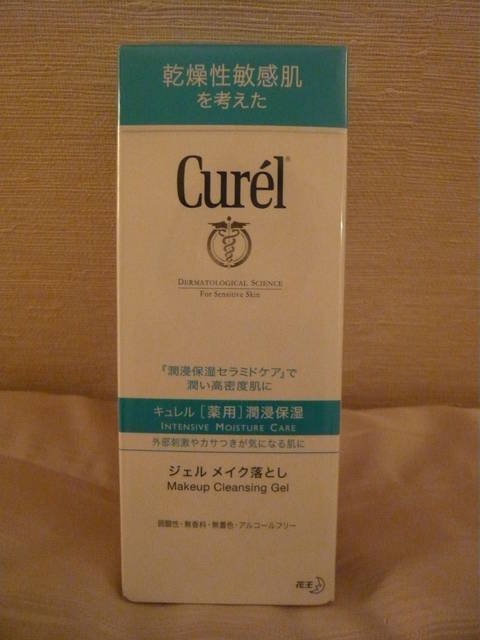 乾燥性敏感肌
を考えた
Curél®
DERMATOLOGICAL SCIENCE
For Sensitive Skin
『潤浸保湿セラミドケア』で
潤い高密度肌に
キュレル［薬用］潤浸保湿
INTENSIVE MOISTURE CARE
外部刺激やカサつきが気になる肌に
ジェル メイク落とし
Makeup Cleansing Gel
弱酸性・無香料・無着色・アルコールフリー
花王